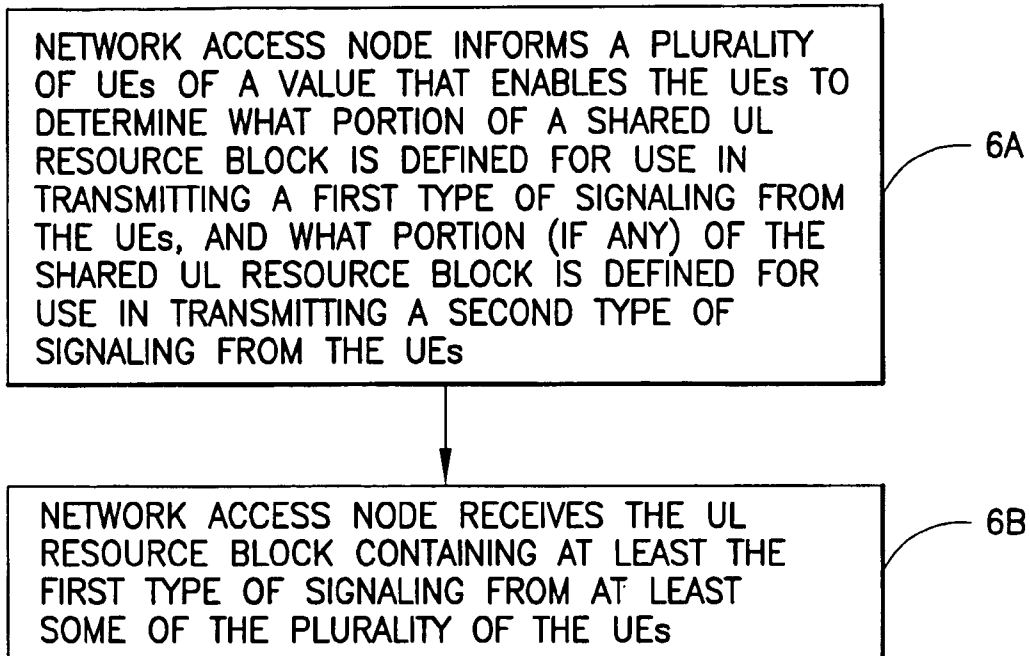 NETWORK ACCESS NODE INFORMS A PLURALITY
OF UEs OF A VALUE THAT ENABLES THE UEs TO
DETERMINE WHAT PORTION OF A SHARED UL
RESOURCE BLOCK IS DEFINED FOR USE IN
TRANSMITTING A FIRST TYPE OF SIGNALING FROM
THE UEs, AND WHAT PORTION (IF ANY) OF THE
SHARED UL RESOURCE BLOCK IS DEFINED FOR
USE IN TRANSMITTING A SECOND TYPE OF
SIGNALING FROM THE UEs
6A
NETWORK ACCESS NODE RECEIVES THE UL
RESOURCE BLOCK CONTAINING AT LEAST THE
FIRST TYPE OF SIGNALING FROM AT LEAST
SOME OF THE PLURALITY OF THE UEs
6B